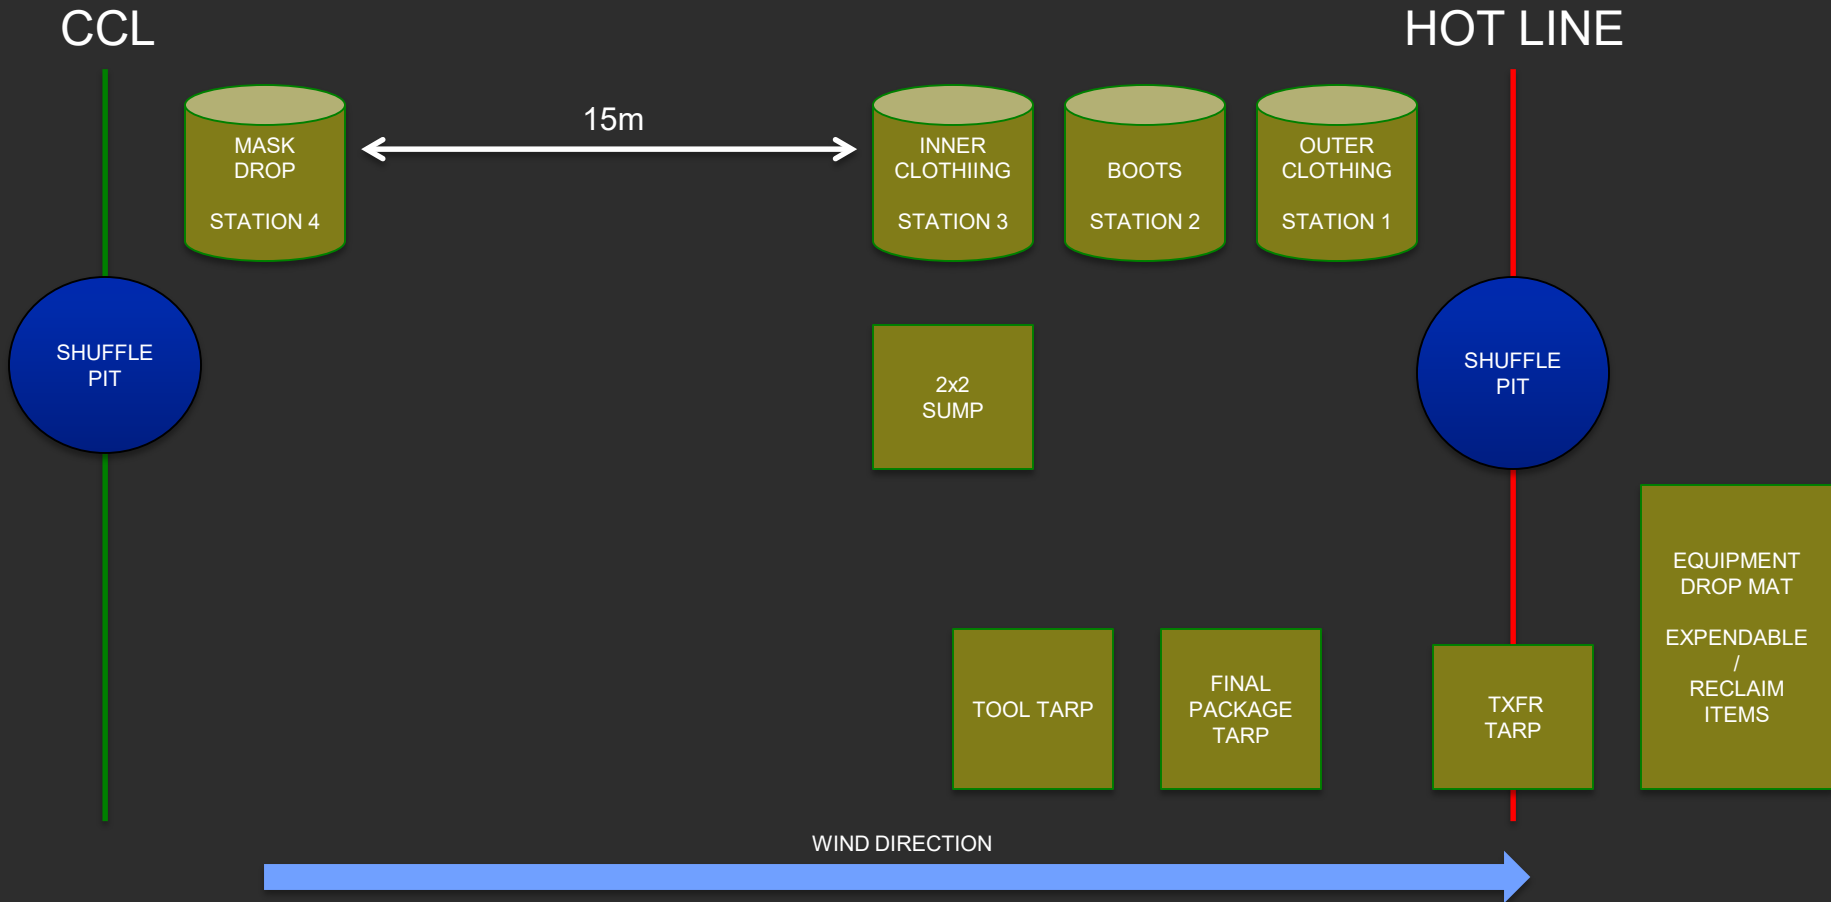 CCL
HOT LINE
15m
MASK
DROP
STATION 4
INNER
CLOTHIING
STATION 3
BOOTS
STATION 2
OUTER
CLOTHING
STATION 1
SHUFFLE
PIT
2x2
SUMP
SHUFFLE
PIT
EQUIPMENT
DROP MAT
EXPENDABLE
/
RECLAIM
ITEMS
TOOL TARP
FINAL
PACKAGE
TARP
TXFR
TARP
WIND DIRECTION